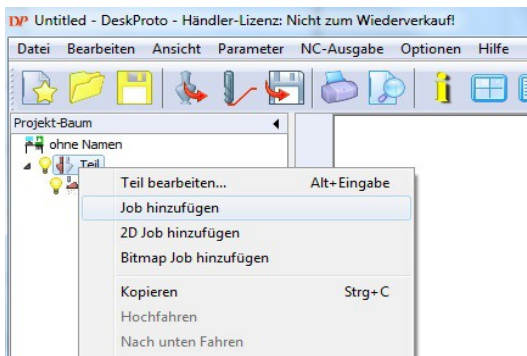 DP Untitled - DeskProto - Händler-Lizenz: Nicht zum Wiederverkauf!
Datei Bearbeiten Ansicht Parameter NC-Ausgabe Optionen Hilfe
Projekt-Baum
ohne Namen
Teil
Teil bearbeiten... Alt+Eingabe
Job hinzufügen
2D Job hinzufügen
Bitmap Job hinzufügen
Kopieren Strg+C
Hochfahren
Nach unten Fahren